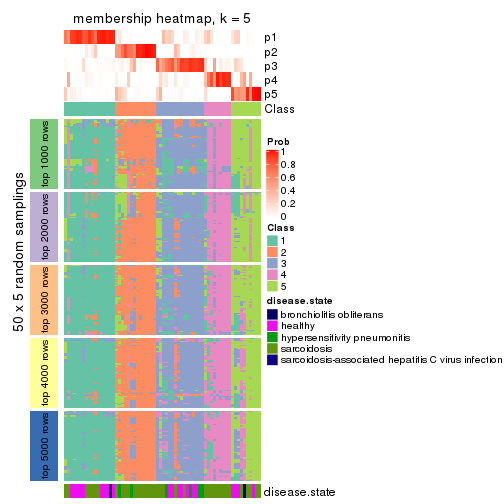 membership heatmap, k = 5
p1
p2
p3
p4
p5
Class
50 x 5 random samplings
top 1000 rows
top 2000 rows
top 3000 rows
top 4000 rows
top 5000 rows
disease.state
Prob
1
0.8
0.6
0.4
0.2
0
Class
1
2
3
4
5
disease.state
bronchiolitis obliterans
healthy
hypersensitivity pneumonitis
sarcoidosis
sarcoidosis-associated hepatitis C virus infection